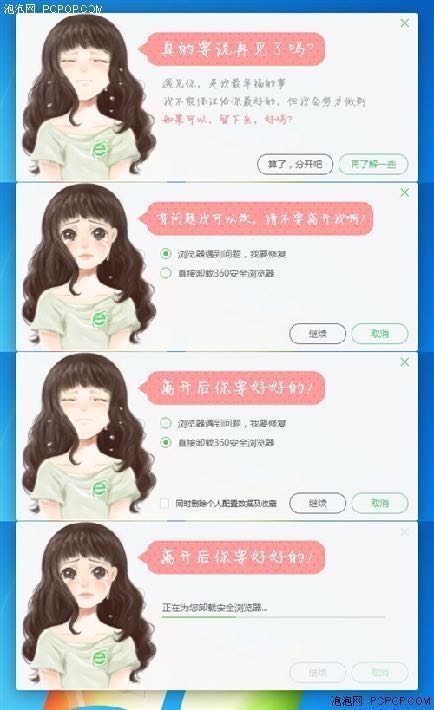 泡泡网 PCPOP.COM
真的要说再见了吗?
遇见你，是我最幸福的事
我不能保证给你最好的，但我会努力做到
如果可以，留下来，好吗?
算了，分开吧
再了解一些
有问题我可以改，请不要离开我啊!
浏览器遇到问题，我要修复
直接卸载360安全浏览器
继续
取消
离开后你要好好的!
浏览器遇到问题，我要修复
直接卸载360安全浏览器
同时删除个人配置数据及收藏
继续
取消
离开后你要好好的!
正在为您卸载安全浏览器...
继续
取消
泡泡网 PCPOP.COM